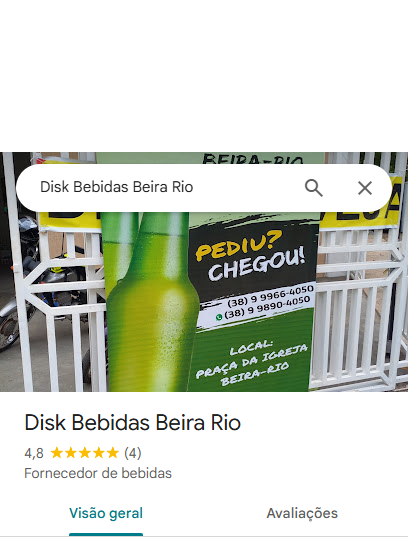 BEIRA-RIO
Disk Bebidas Beira Rio
PEDIU?
CHEGOU!
(38) 9 9966-4050
(38) 9 9890-4050
LOCAL:
PRAÇA DA IGREJA
BEIRA-RIO
Disk Bebidas Beira Rio
4,8 ★★★★★ (4)
Fornecedor de bebidas
Visão geral
Avaliações